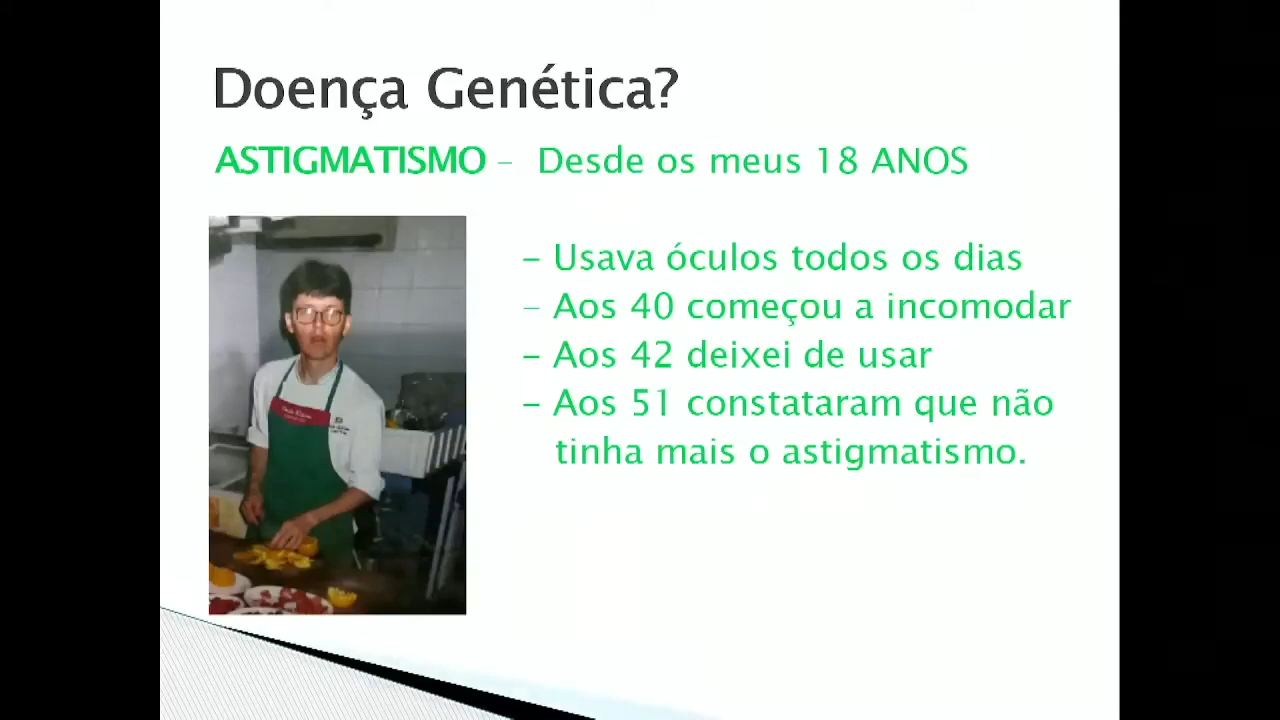 Doença Genética?
ASTIGMATISMO – Desde os meus 18 ANOS
– Usava óculos todos os dias
– Aos 40 começou a incomodar
– Aos 42 deixei de usar
– Aos 51 constataram que não
tinha mais o astigmatismo.